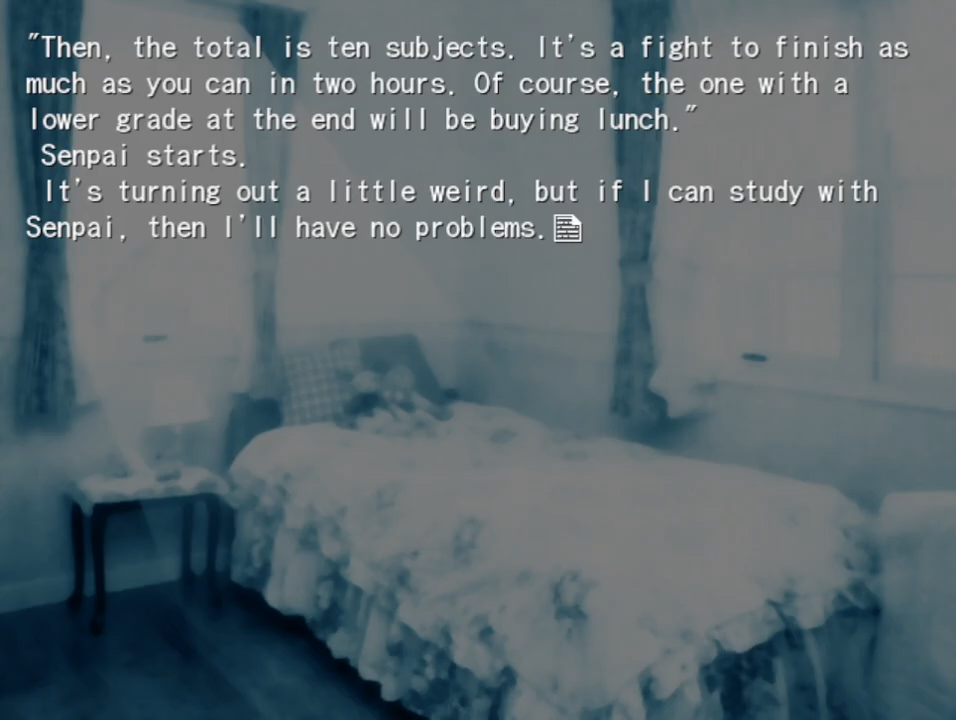 "Then, the total is ten subjects. It's a fight to finish as
much as you can in two hours. Of course, the one with a
lower grade at the end will be buying lunch."
Senpai starts.
It's turning out a little weird, but if I can study with
Senpai, then I'll have no problems.